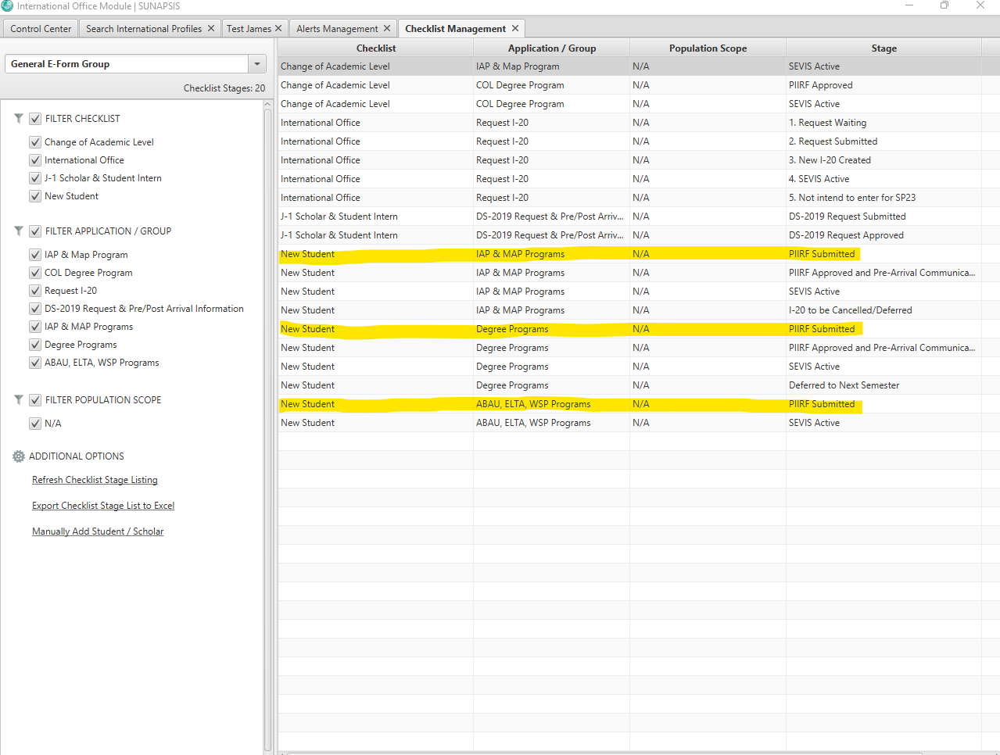 International Office Module | SUNAPSIS
Control Center Search International Profiles Test James Alerts Management Checklist Management
General E-Form Group
Checklist Stages: 20
FILTER CHECKLIST
Change of Academic Level
International Office
J-1 Scholar & Student Intern
New Student
FILTER APPLICATION / GROUP
IAP & Map Program
COL Degree Program
Request I-20
DS-2019 Request & Pre/Post Arrival Information
IAP & MAP Programs
Degree Programs
ABAU, ELTA, WSP Programs
FILTER POPULATION SCOPE
N/A
ADDITIONAL OPTIONS
Refresh Checklist Stage Listing
Export Checklist Stage List to Excel
Manually Add Student / Scholar
Checklist Application / Group Population Scope Stage
Change of Academic Level IAP & Map Program N/A SEVIS Active
Change of Academic Level COL Degree Program N/A PIIRF Approved
Change of Academic Level COL Degree Program N/A SEVIS Active
International Office Request I-20 N/A 1. Request Waiting
International Office Request I-20 N/A 2. Request Submitted
International Office Request I-20 N/A 3. New I-20 Created
International Office Request I-20 N/A 4. SEVIS Active
International Office Request I-20 N/A 5. Not intend to enter for SP23
J-1 Scholar & Student Intern DS-2019 Request & Pre/Post Arriv... N/A DS-2019 Request Submitted
J-1 Scholar & Student Intern DS-2019 Request & Pre/Post Arriv... N/A DS-2019 Request Approved
New Student IAP & MAP Programs N/A PIIRF Submitted
New Student IAP & MAP Programs N/A PIIRF Approved and Pre-Arrival Communica...
New Student IAP & MAP Programs N/A SEVIS Active
New Student IAP & MAP Programs N/A I-20 to be Cancelled/Deferred
New Student Degree Programs N/A PIIRF Submitted
New Student Degree Programs N/A PIIRF Approved and Pre-Arrival Communica...
New Student Degree Programs N/A SEVIS Active
New Student Degree Programs N/A Deferred to Next Semester
New Student ABAU, ELTA, WSP Programs N/A PIIRF Submitted
New Student ABAU, ELTA, WSP Programs N/A SEVIS Active